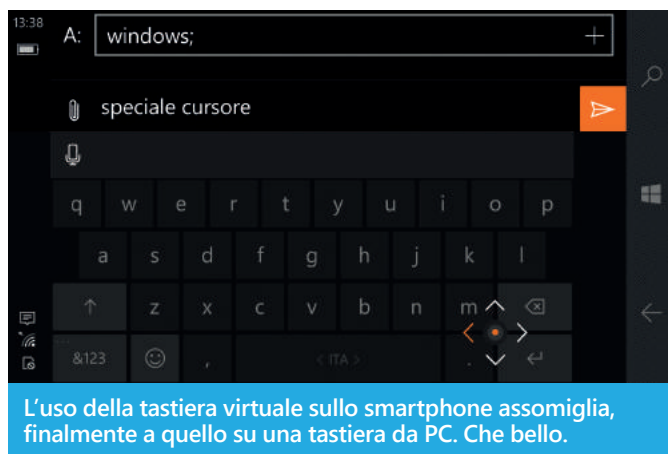 13:38
A: windows;
speciale cursore
q w e r t y u i o p
a s d f g h j k l
z x c v b n m
&123 , < ITA > .
L'uso della tastiera virtuale sullo smartphone assomiglia,
finalmente a quello su una tastiera da PC. Che bello.